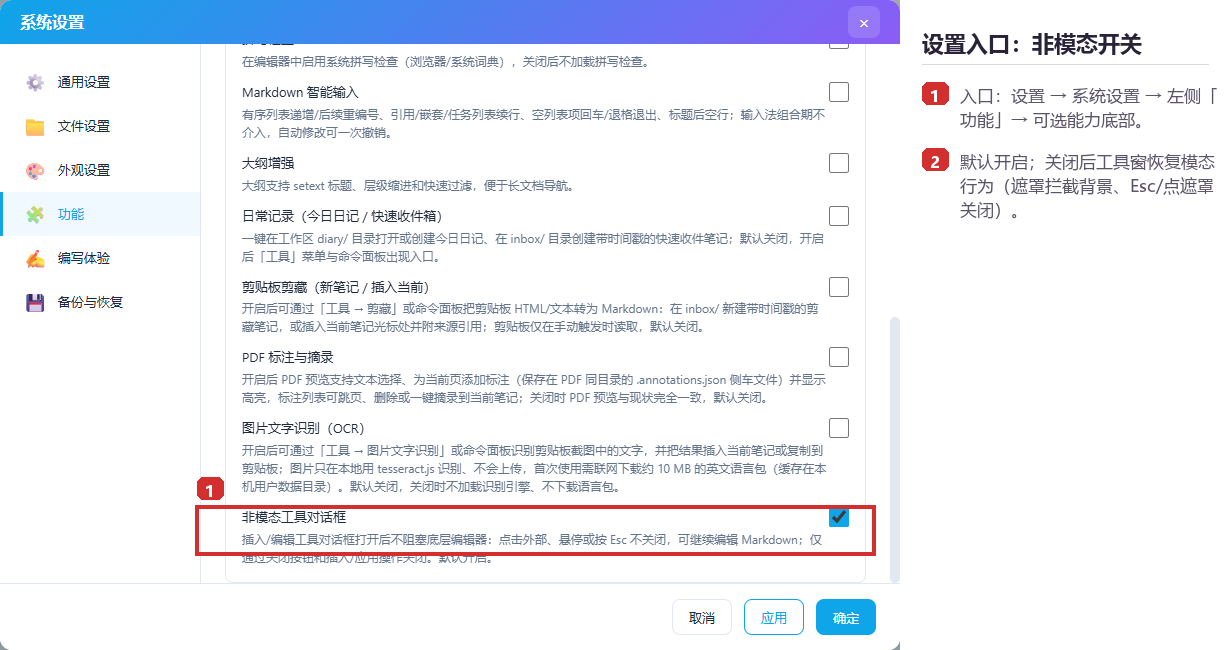 系统设置
×
通用设置
文件设置
外观设置
功能
编写体验
备份与恢复
在编辑器中启用系统拼写检查（浏览器/系统词典），关闭后不加载拼写检查。
Markdown 智能输入
有序列表递增/后续重编号、引用/嵌套/任务列表续行、空列表项回车/退格退出、标题后空行；输入法组合期不
介入，自动修改可一次撤销。
大纲增强
大纲支持 setext 标题、层级缩进和快速过滤，便于长文档导航。
日常记录（今日日记 / 快速收件箱）
一键在工作区 diary/ 目录打开或创建今日日记、在 inbox/ 目录创建带时间戳的快速收件笔记；默认关闭，开启
后「工具」菜单与命令面板出现入口。
剪贴板剪藏（新笔记 / 插入当前）
开启后可通过「工具 → 剪藏」或命令面板把剪贴板 HTML/文本转为 Markdown：在 inbox/ 新建带时间戳的剪
藏笔记，或插入当前笔记光标处并附来源引用；剪贴板仅在手动触发时读取，默认关闭。
PDF 标注与摘录
开启后 PDF 预览支持文本选择、为当前页添加标注（保存在 PDF 同目录的 .annotations.json 侧车文件）并显示
高亮，标注列表可跳页、删除或一键摘录到当前笔记；关闭时 PDF 预览与现状完全一致，默认关闭。
图片文字识别（OCR）
开启后可通过「工具 → 图片文字识别」或命令面板识别剪贴板截图中的文字，并把结果插入当前笔记或复制到
剪贴板；图片只在本地用 tesseract.js 识别、不会上传，首次使用需联网下载约 10 MB 的英文语言包（缓存在本
机用户数据目录）。默认关闭，关闭时不加载识别引擎、不下载语言包。
1
非模态工具对话框
插入/编辑工具对话框打开后不阻塞底层编辑器：点击外部、悬停或按 Esc 不关闭，可继续编辑 Markdown；仅
通过关闭按钮和插入/应用操作关闭。默认开启。
取消
应用
确定
设置入口：非模态开关
1 入口：设置 → 系统设置 → 左侧「
功能」→ 可选能力底部。
2 默认开启；关闭后工具窗恢复模态
行为（遮罩拦截背景、Esc/点遮罩
关闭）。